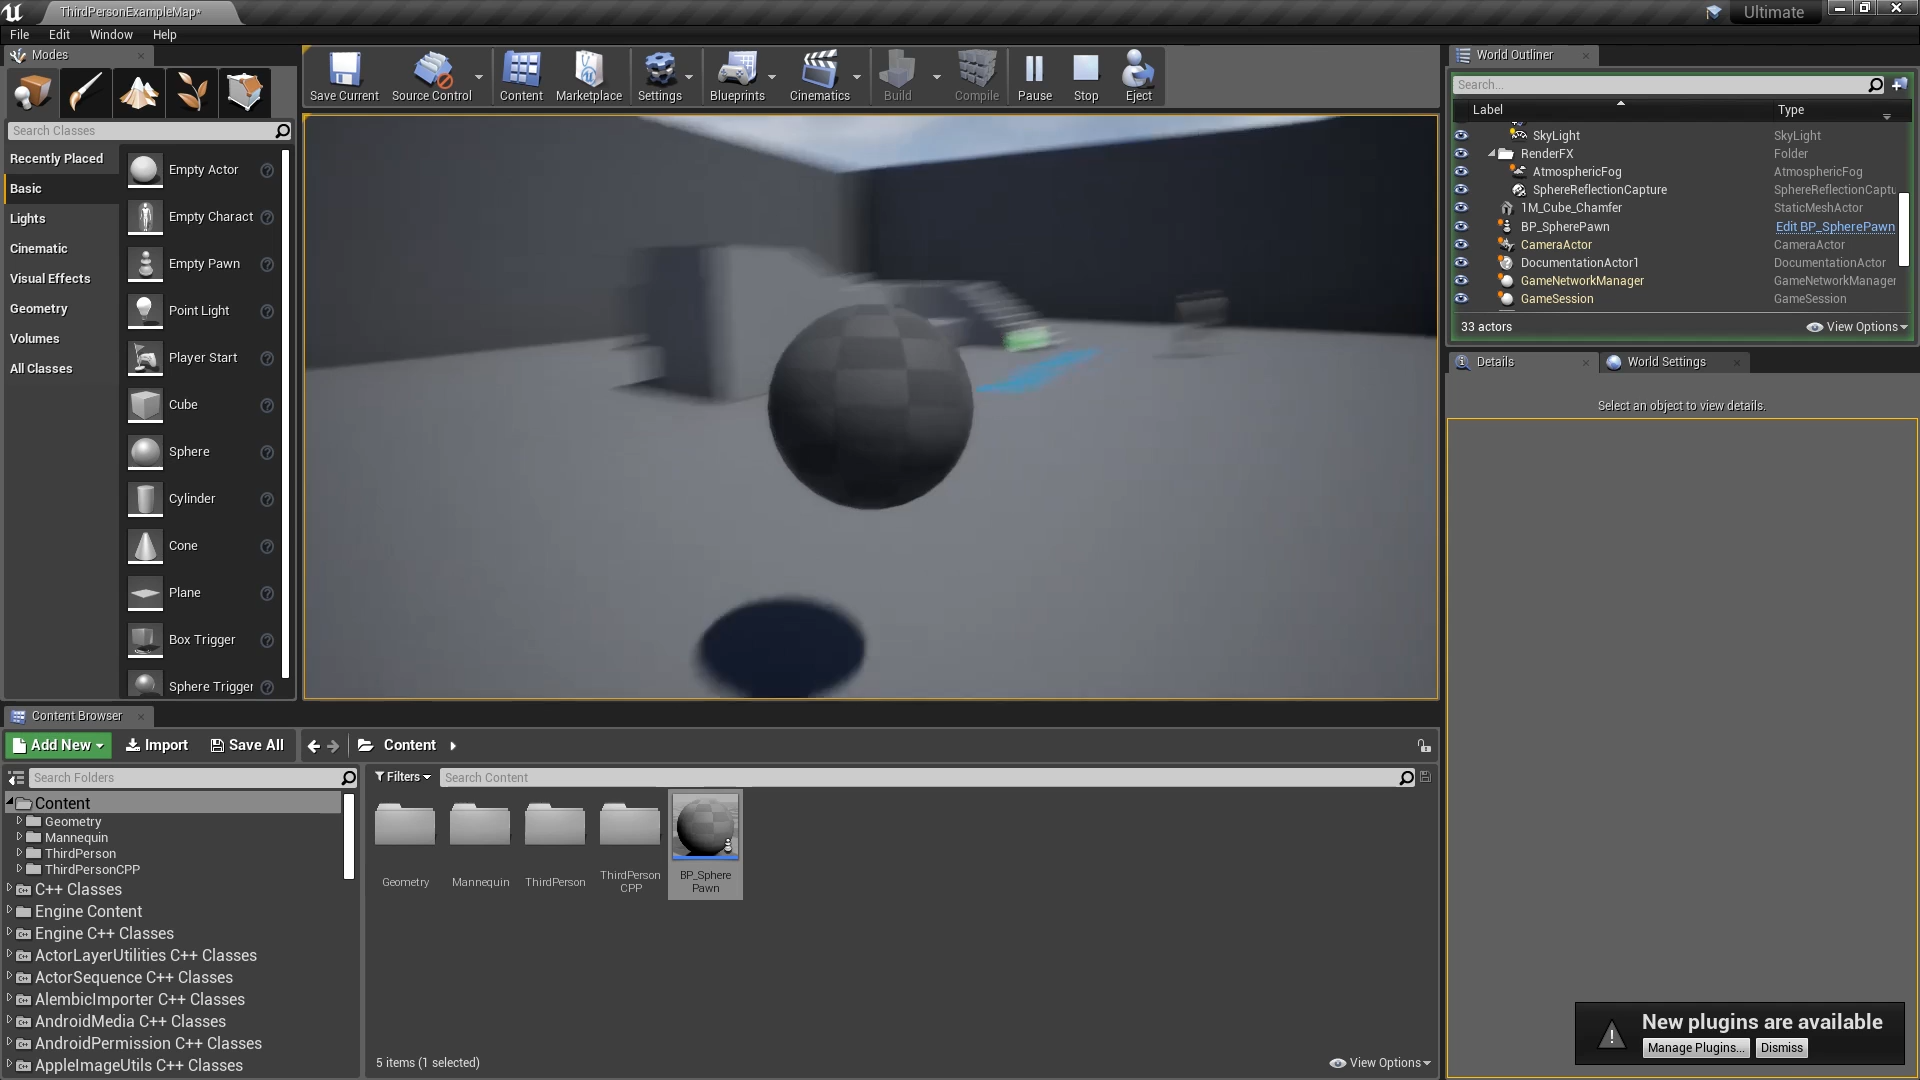 ThirdPersonExampleMap*
Ultimate
File Edit Window Help
Modes
Search Classes
Recently Placed
Basic
Lights
Cinematic
Visual Effects
Geometry
Volumes
All Classes
Empty Actor
Empty Charact
Empty Pawn
Point Light
Player Start
Cube
Sphere
Cylinder
Cone
Plane
Box Trigger
Sphere Trigger
Save Current Source Control Content Marketplace Settings Blueprints Cinematics Build Compile Pause Stop Eject
World Outliner
Search...
Label Type
SkyLight SkyLight
RenderFX Folder
AtmosphericFog AtmosphericFog
SphereReflectionCapture SphereReflectionCaptu
1M_Cube_Chamfer StaticMeshActor
BP_SpherePawn Edit BP_SpherePawn
CameraActor CameraActor
DocumentationActor1 DocumentationActor
GameNetworkManager GameNetworkManager
GameSession GameSession
33 actors View Options
Details World Settings
Select an object to view details.
Content Browser
Add New Import Save All Content
Search Folders
Content
Geometry
Mannequin
ThirdPerson
ThirdPersonCPP
C++ Classes
Engine Content
Engine C++ Classes
ActorLayerUtilities C++ Classes
ActorSequence C++ Classes
AlembicImporter C++ Classes
AndroidMedia C++ Classes
AndroidPermission C++ Classes
AppleImageUtils C++ Classes
Filters Search Content
Geometry
Mannequin
ThirdPerson
ThirdPerson
CPP
BP_Sphere
Pawn
5 items (1 selected) View Options
New plugins are available
Manage Plugins... Dismiss